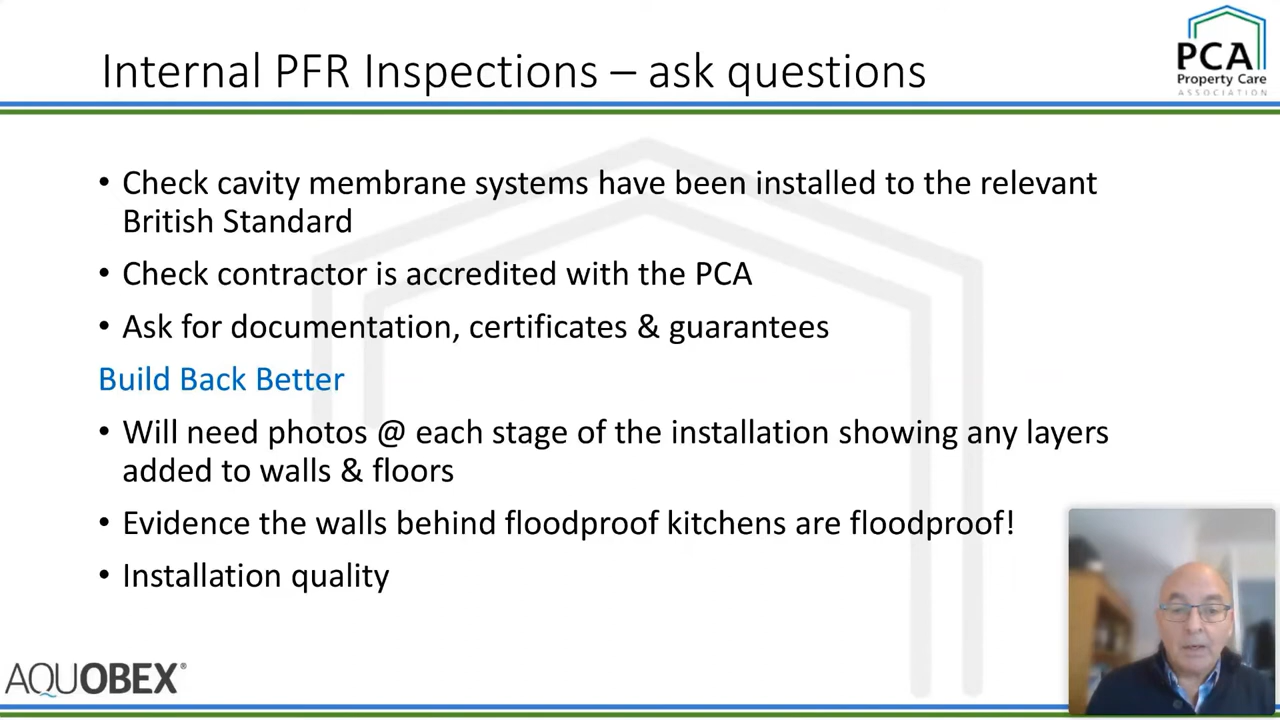 Internal PFR Inspections – ask questions
PCA
Property Care
ASSOCIATION
• Check cavity membrane systems have been installed to the relevant
British Standard
• Check contractor is accredited with the PCA
• Ask for documentation, certificates & guarantees
Build Back Better
• Will need photos @ each stage of the installation showing any layers
added to walls & floors
• Evidence the walls behind floodproof kitchens are floodproof!
• Installation quality
AQUOBEX®